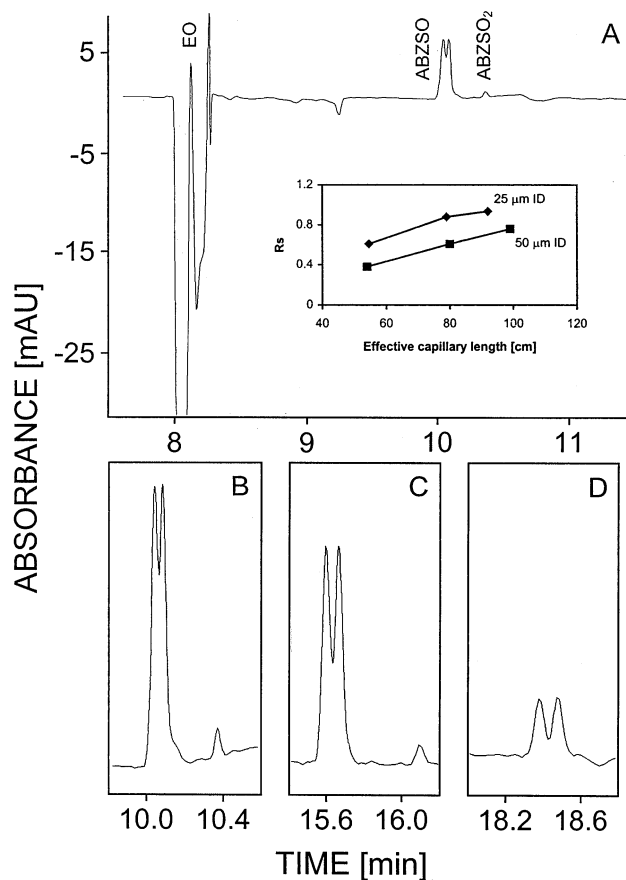 EO
ABZSO
ABZSO₂
A
5
-5
-15
-25
1.2
0.8
0.4
0
Rs
25 µm ID
50 µm ID
40 60 80 100 120
Effective capillary length [cm]
8 9 10 11
ABSORBANCE [mAU]
B
C
D
10.0 10.4
15.6 16.0
18.2 18.6
TIME [min]